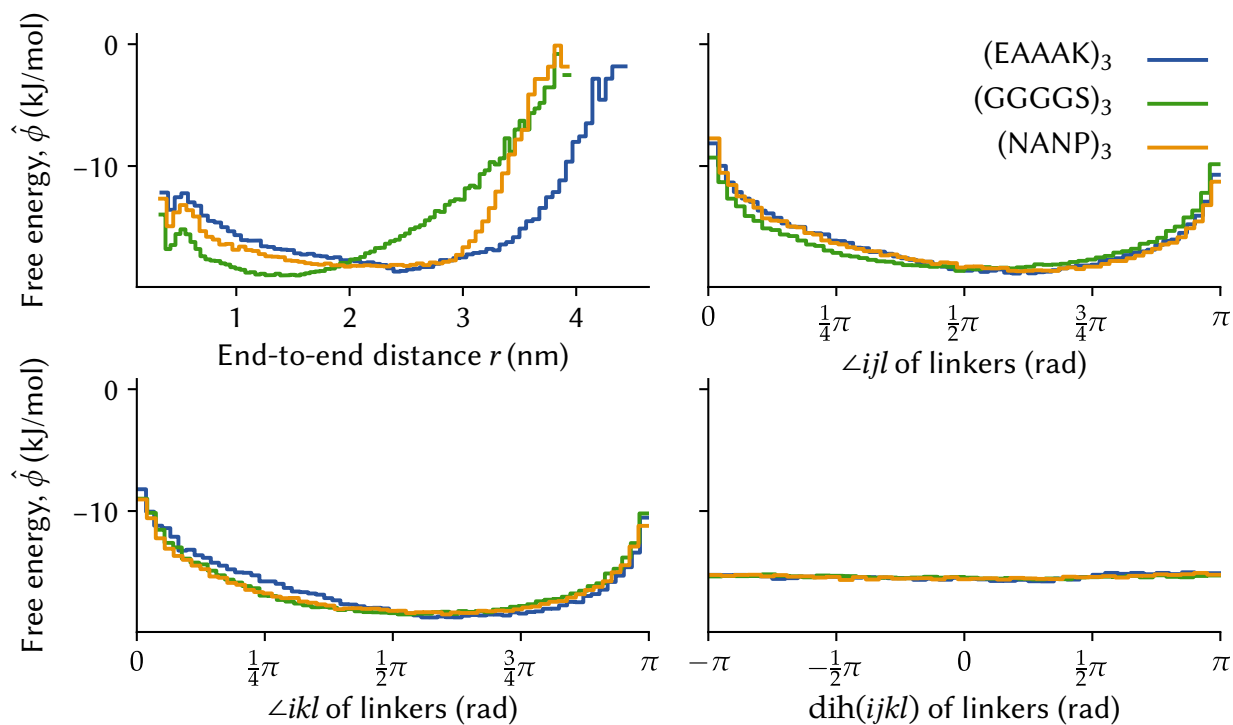 Free energy, ϕ̂ (kJ/mol)
0
−10
1 2 3 4
End-to-end distance r (nm)
(EAAAK)₃
(GGGGS)₃
(NANP)₃
0 ¼π ½π ¾π π
∠ijl of linkers (rad)
Free energy, ϕ̂ (kJ/mol)
0
−10
0 ¼π ½π ¾π π
∠ikl of linkers (rad)
−π −½π 0 ½π π
dih(ijkl) of linkers (rad)